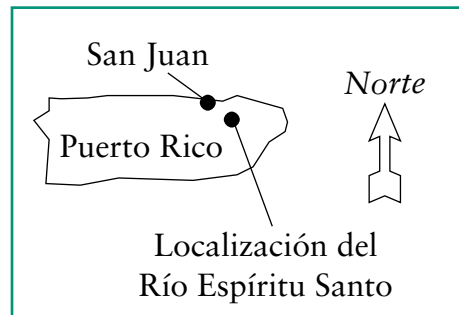 San Juan
Norte
Puerto Rico
Localización del
Río Espíritu Santo